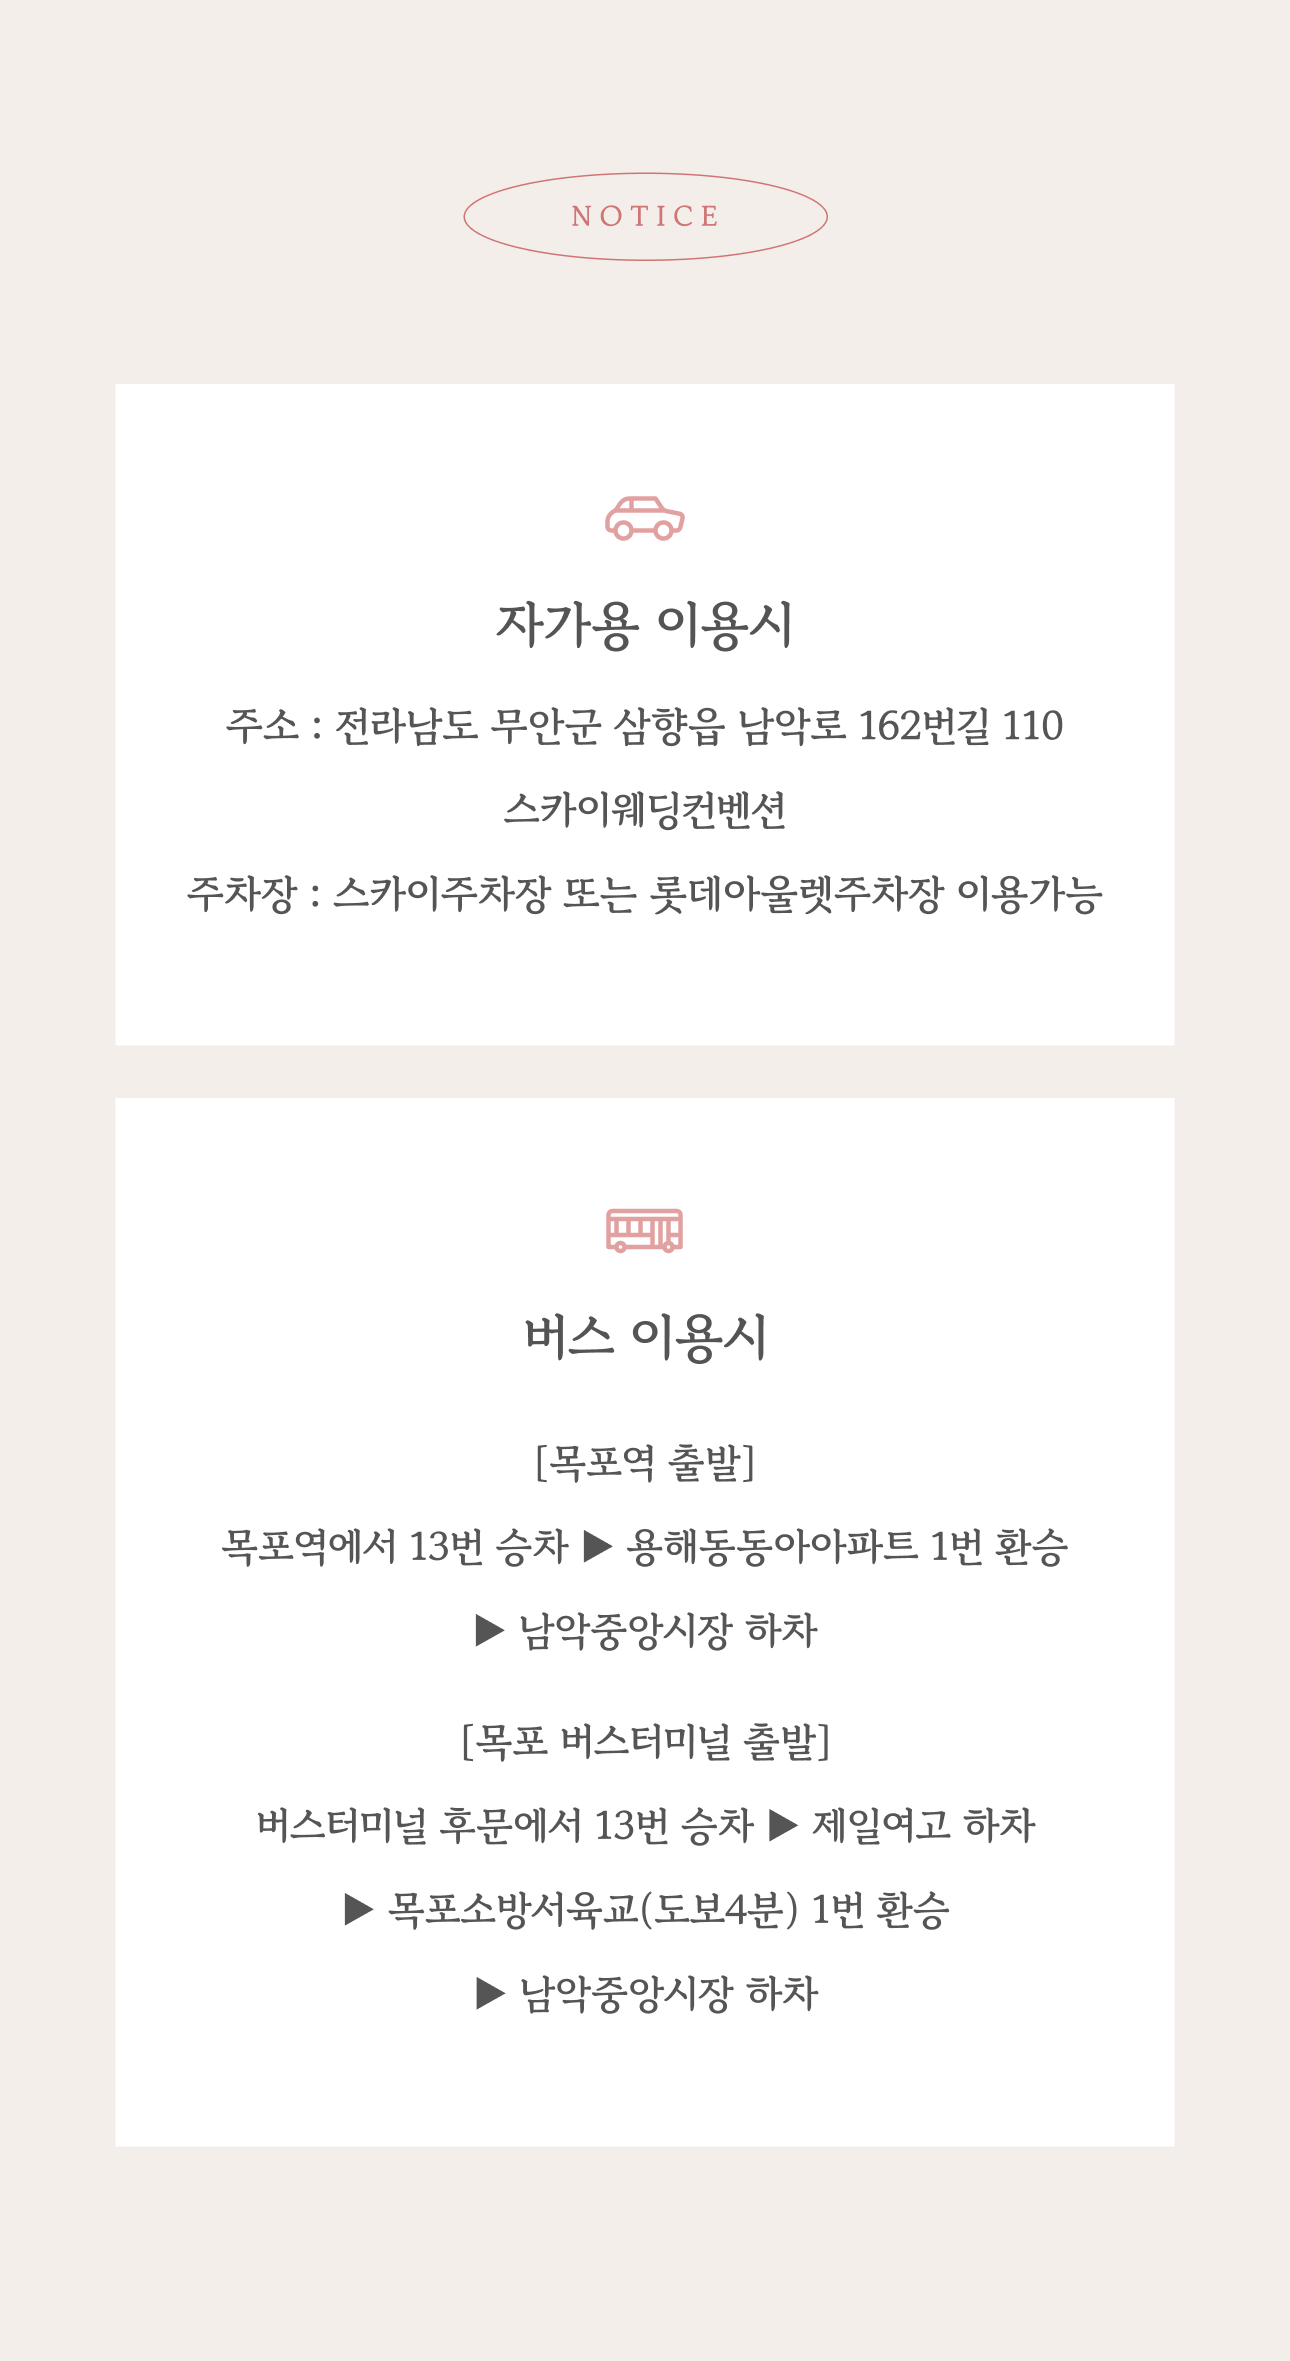 NOTICE
자가용 이용시
주소 : 전라남도 무안군 삼향읍 남악로 162번길 110
스카이웨딩컨벤션
주차장 : 스카이주차장 또는 롯데아울렛주차장 이용가능
버스 이용시
[목포역 출발]
목포역에서 13번 승차 ▶ 용해동동아아파트 1번 환승
▶ 남악중앙시장 하차
[목포 버스터미널 출발]
버스터미널 후문에서 13번 승차 ▶ 제일여고 하차
▶ 목포소방서육교(도보4분) 1번 환승
▶ 남악중앙시장 하차